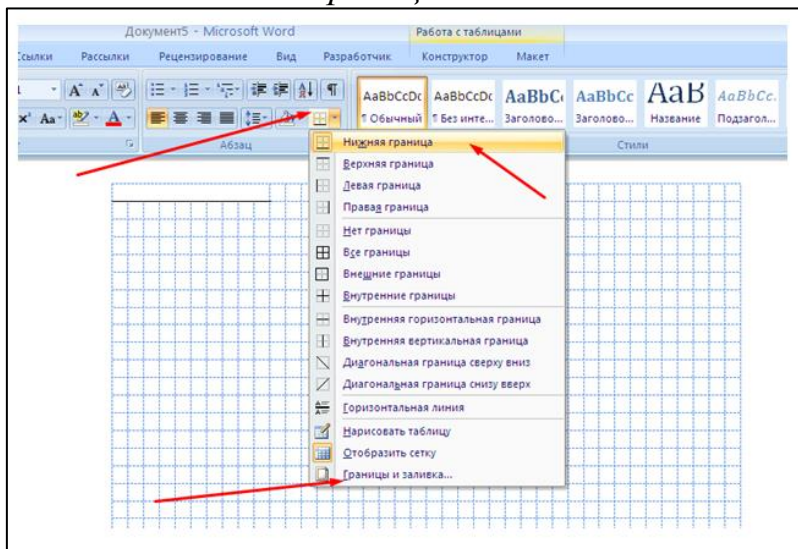 Документ5 - Microsoft Word
Работа с таблицами
Рассылки Рецензирование Вид Разработчик Конструктор Макет
AaBbCcDc AaBbCcDc AaBbC AaBbCc AaB AaBbCc.
Aa A
¶ Обычный ¶ Без инте... Заголово... Заголово... Название Подзагол...
Абзац Стили
Нижняя граница
Верхняя граница
Левая граница
Правая граница
Нет границы
Все границы
Внешние границы
Внутренние границы
Внутренняя горизонтальная граница
Внутренняя вертикальная граница
Диагональная граница сверху вниз
Диагональная граница снизу вверх
Горизонтальная линия
Нарисовать таблицу
Отобразить сетку
Границы и заливка...